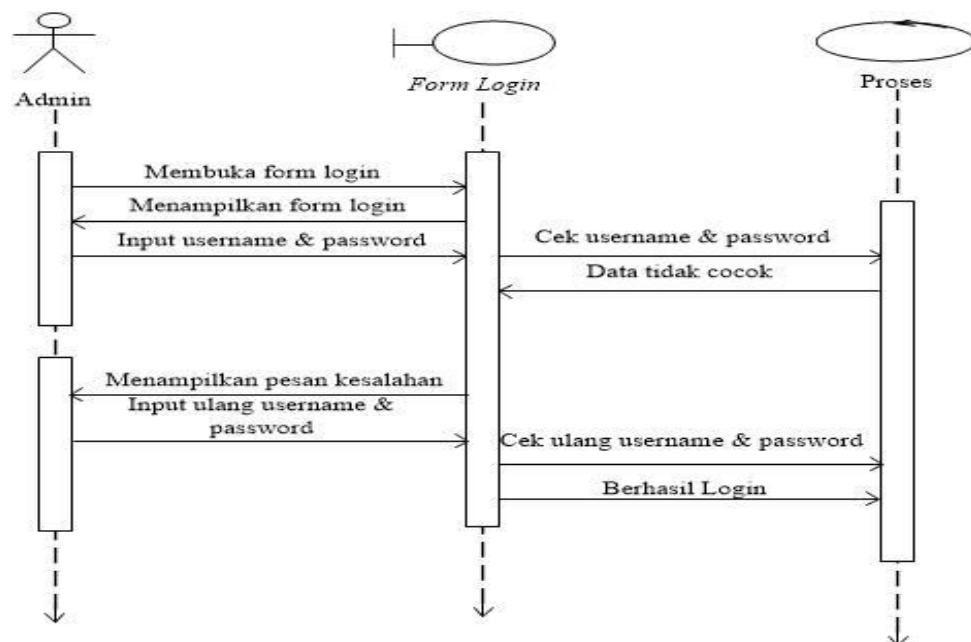 Admin
Form Login
Proses
Membuka form login
Menampilkan form login
Input username & password
Cek username & password
Data tidak cocok
Menampilkan pesan kesalahan
Input ulang username &
password
Cek ulang username & password
Berhasil Login